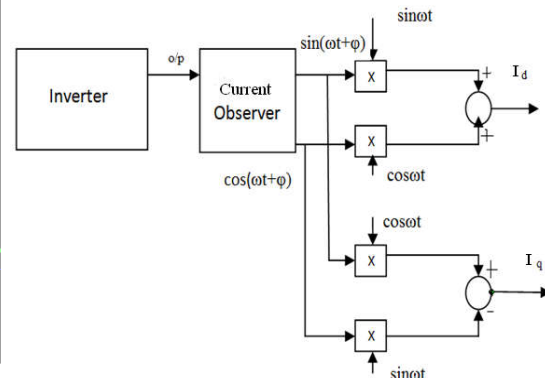 sinωt
sin(ωt+φ)
o/p
Inverter
Current
Observer
X
+
I d
X
+
cosωt
cos(ωt+φ)
cosωt
X
+
I q
X
-
sinωt